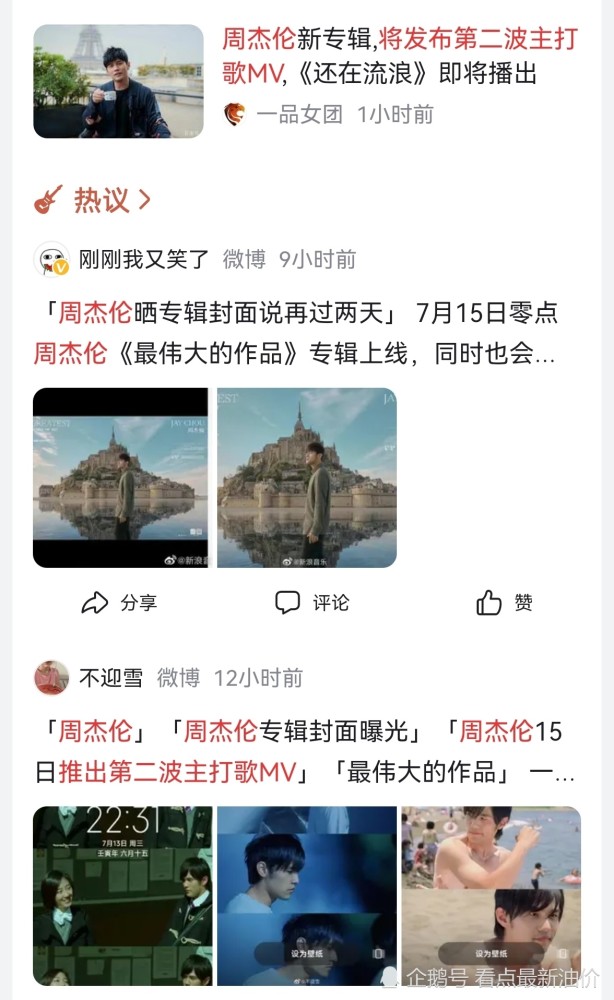 周杰伦新专辑,将发布第二波主打
歌MV,《还在流浪》即将播出
一品女团 1小时前
热议
刚刚我又笑了 微博 9小时前
「周杰伦晒专辑封面说再过两天」 7月15日零点
周杰伦《最伟大的作品》专辑上线，同时也会...
EST
JAY CHOU
JA
@新浪音
@新浪音乐
分享 评论 赞
不迎雪 微博 12小时前
「周杰伦」「周杰伦专辑封面曝光」「周杰伦15
日推出第二波主打歌MV」「最伟大的作品」 一...
22:31
7月13日 周三
壬寅年 六月十五
设为壁纸
设为壁纸
企鹅号 看点最新油价